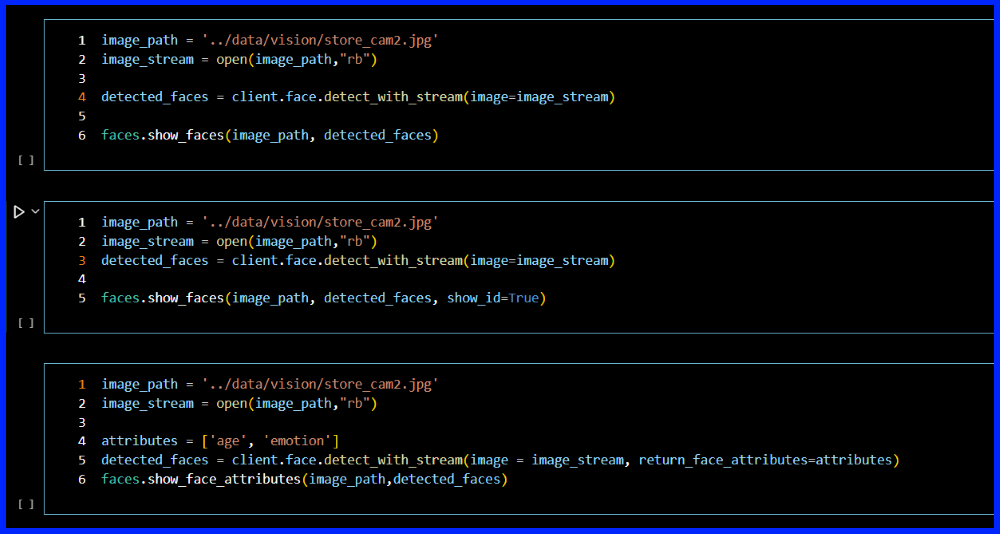 1 image_path = '../data/vision/store_cam2.jpg'
2 image_stream = open(image_path,"rb")
3
4 detected_faces = client.face.detect_with_stream(image=image_stream)
5
6 faces.show_faces(image_path, detected_faces)
[ ]
1 image_path = '../data/vision/store_cam2.jpg'
2 image_stream = open(image_path,"rb")
3 detected_faces = client.face.detect_with_stream(image=image_stream)
4
5 faces.show_faces(image_path, detected_faces, show_id=True)
[ ]
1 image_path = '../data/vision/store_cam2.jpg'
2 image_stream = open(image_path,"rb")
3
4 attributes = ['age', 'emotion']
5 detected_faces = client.face.detect_with_stream(image = image_stream, return_face_attributes=attributes)
6 faces.show_face_attributes(image_path,detected_faces)
[ ]